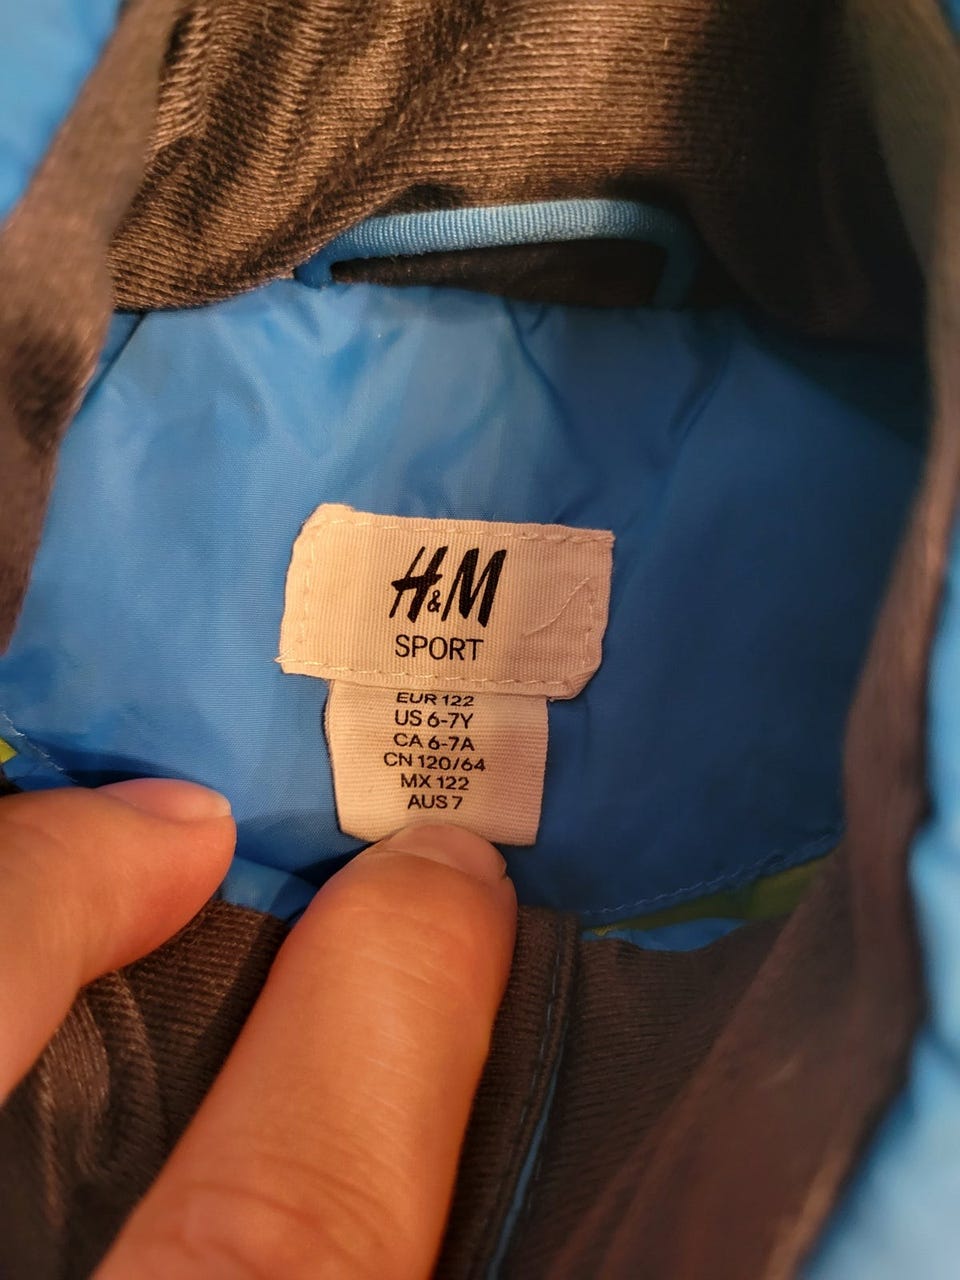 H&M
SPORT
EUR 122
US 6-7Y
CA 6-7A
CN 120/64
MX 122
AUS 7